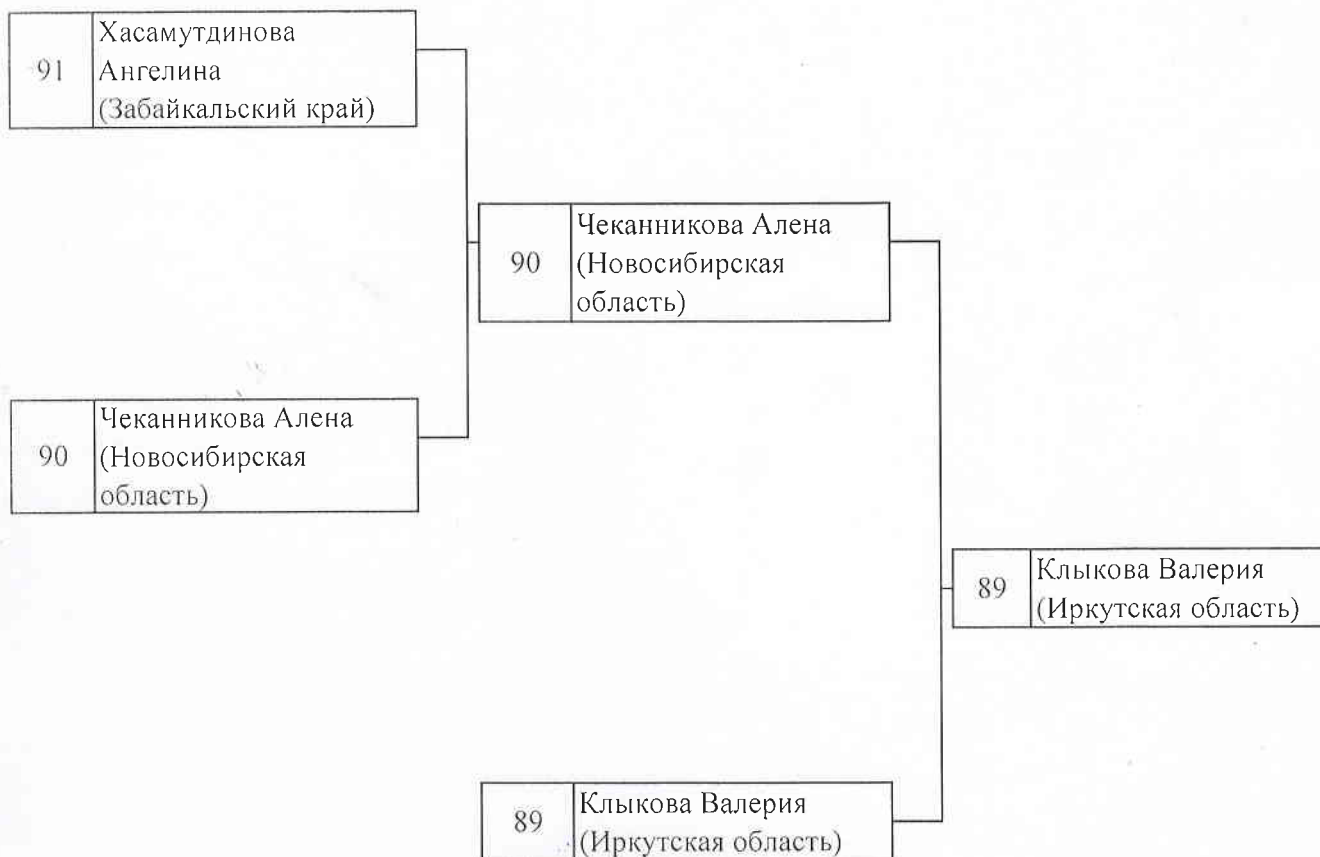 91
Хасамутдинова
Ангелина
(Забайкальский край)
90
Чеканникова Алена
(Новосибирская
область)
90
Чеканникова Алена
(Новосибирская
область)
89
Клыкова Валерия
(Иркутская область)
89
Клыкова Валерия
(Иркутская область)